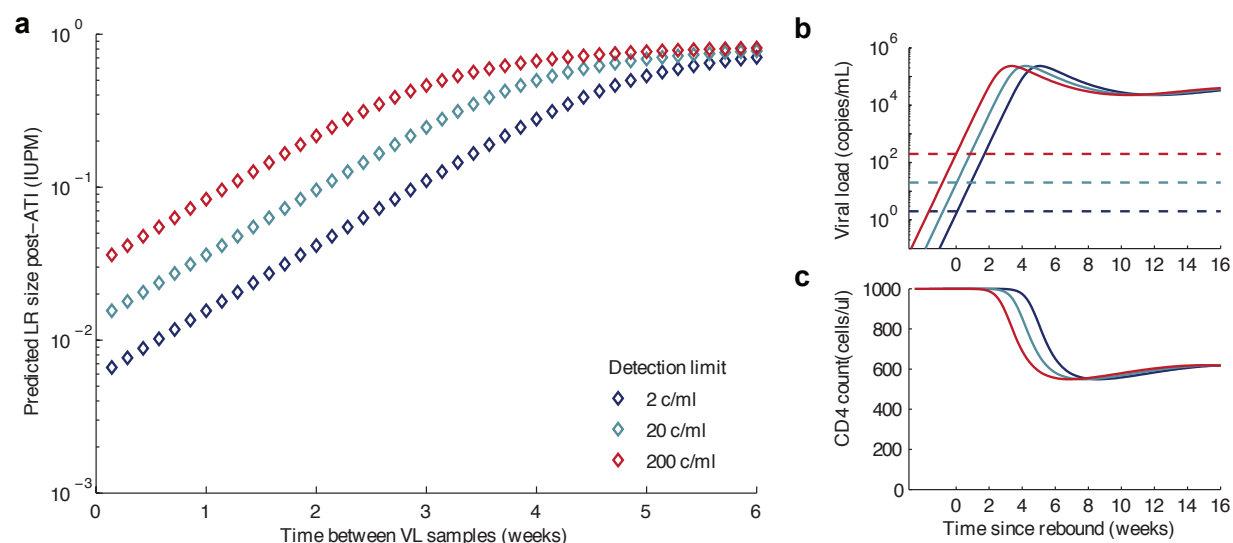 a
Predicted LR size post−ATI (IUPM)
10^0
10^−1
10^−2
10^−3
0 1 2 3 4 5 6
Time between VL samples (weeks)
Detection limit
2 c/ml
20 c/ml
200 c/ml
b
Viral load (copies/mL)
10^6
10^4
10^2
10^0
0 2 4 6 8 10 12 14 16
c
CD4 count(cells/ul)
1000
800
600
400
200
0
0 2 4 6 8 10 12 14 16
Time since rebound (weeks)